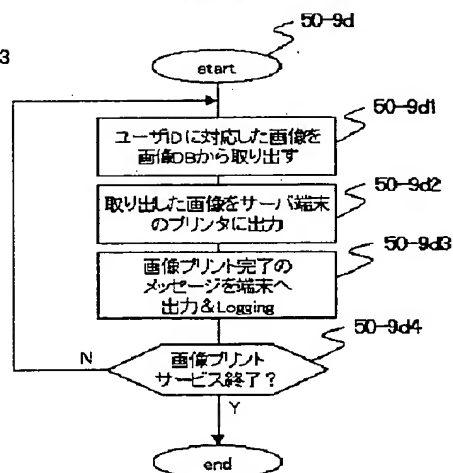 50-9d
3
start
50-9d1
ユーザIDに対応した画像を
画像DBから取り出す
50-9d2
取り出した画像をサーバ端末
のプリンタに出力
50-9d3
画像プリント完了の
メッセージを端末へ
出力&Logging
50-9d4
N
画像プリント
サービス終了?
Y
end